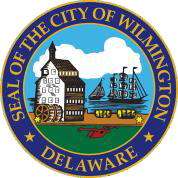 SEAL OF THE CITY OF WILMINGTON
DELAWARE